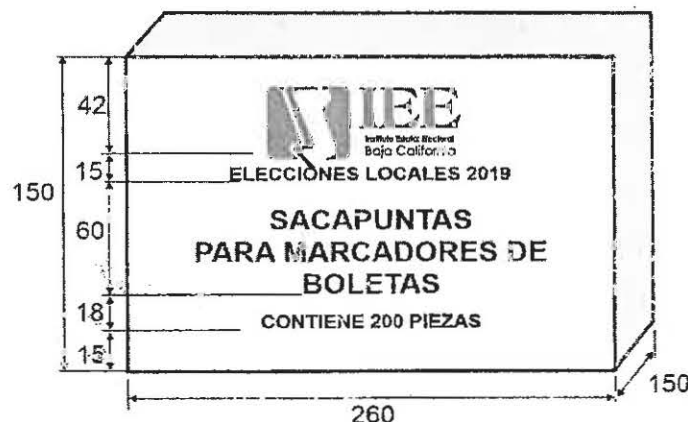 IEE
Instituto Estatal Electoral
Baja California
ELECCIONES LOCALES 2019
SACAPUNTAS
PARA MARCADORES DE
BOLETAS
CONTIENE 200 PIEZAS
42
15
150
60
18
15
260
150